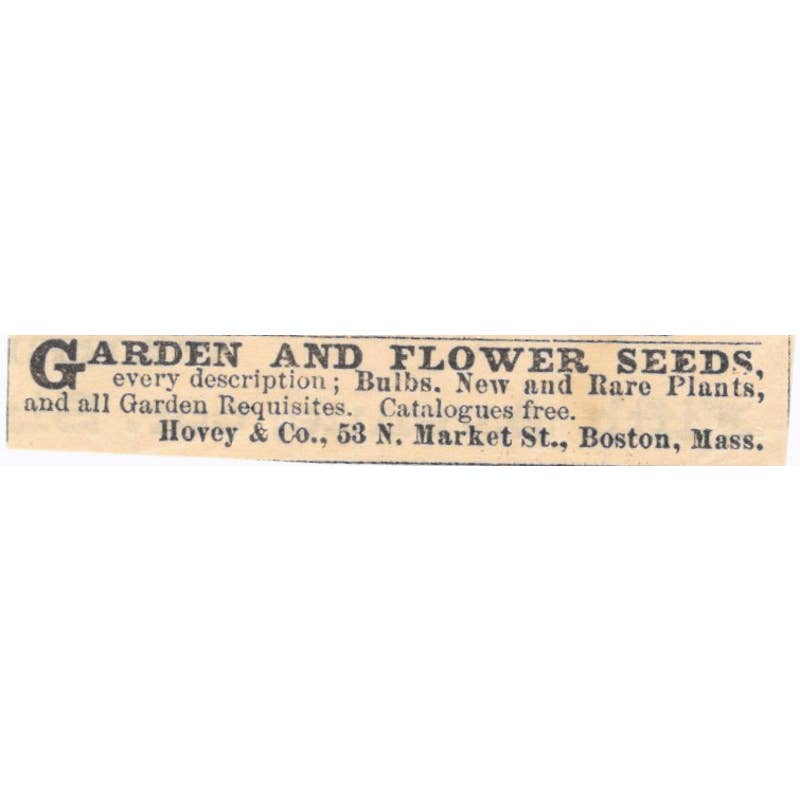 GARDEN AND FLOWER SEEDS,
every description; Bulbs. New and Rare Plants,
and all Garden Requisites. Catalogues free.
Hovey & Co., 53 N. Market St., Boston, Mass.